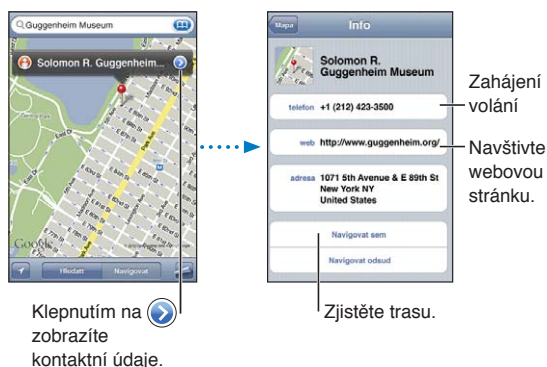 Guggenheim Museum
Solomon R. Guggenheim...
Google
Hledatt
Navigovat
Klepnutím na
zobrazíte
kontaktní údaje.
Mapa
Info
Solomon R.
Guggenheim Museum
telefon +1 (212) 423-3500
web http://www.guggenheim.org/
adresa 1071 5th Avenue & E 89th St
New York NY
United States
Navigovat sem
Navigovat odsud
Zahájení
volání
Navštivte
webovou
stránku.
Zjistěte trasu.